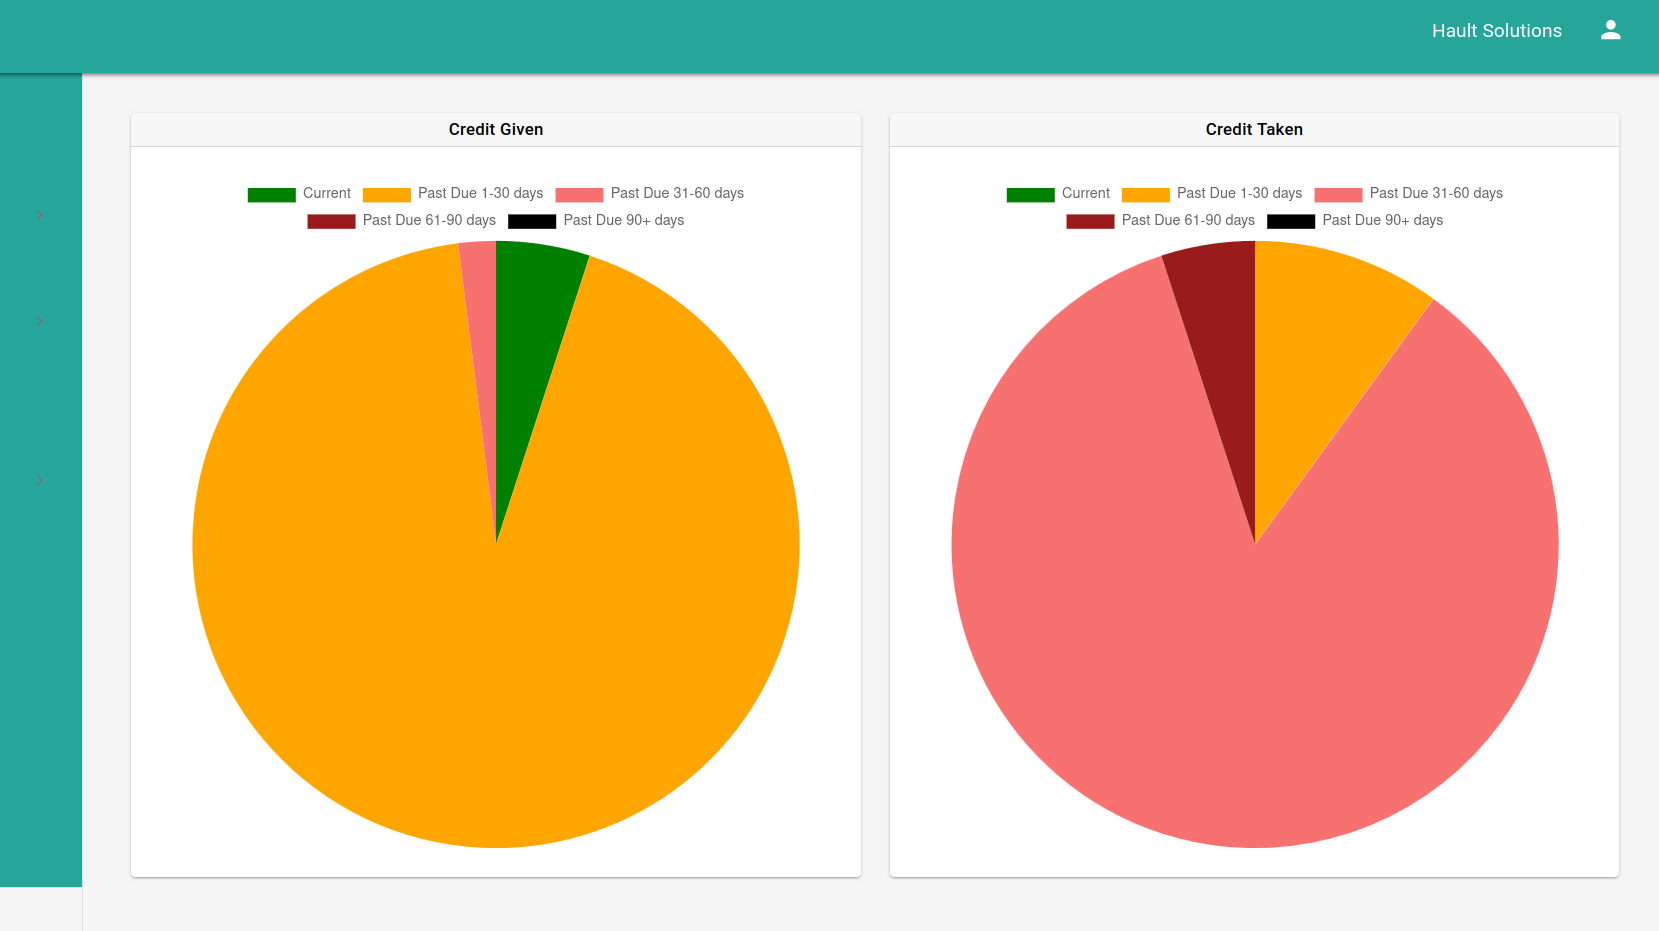 Hault Solutions
Credit Given
Current Past Due 1-30 days Past Due 31-60 days
Past Due 61-90 days Past Due 90+ days
Credit Taken
Current Past Due 1-30 days Past Due 31-60 days
Past Due 61-90 days Past Due 90+ days